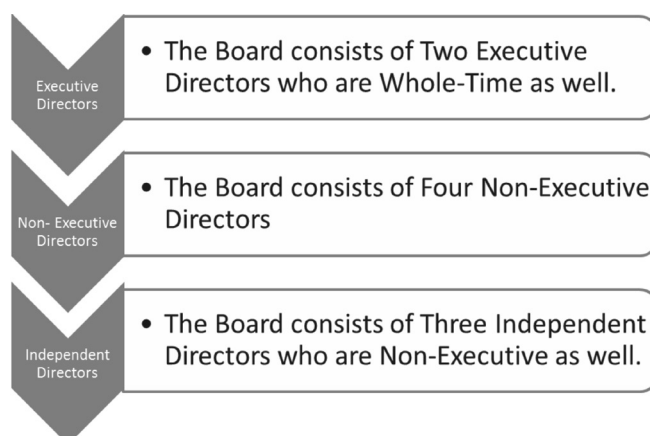 Executive
Directors
• The Board consists of Two Executive
Directors who are Whole-Time as well.
Non- Executive
Directors
• The Board consists of Four Non-Executive
Directors
Independent
Directors
• The Board consists of Three Independent
Directors who are Non-Executive as well.